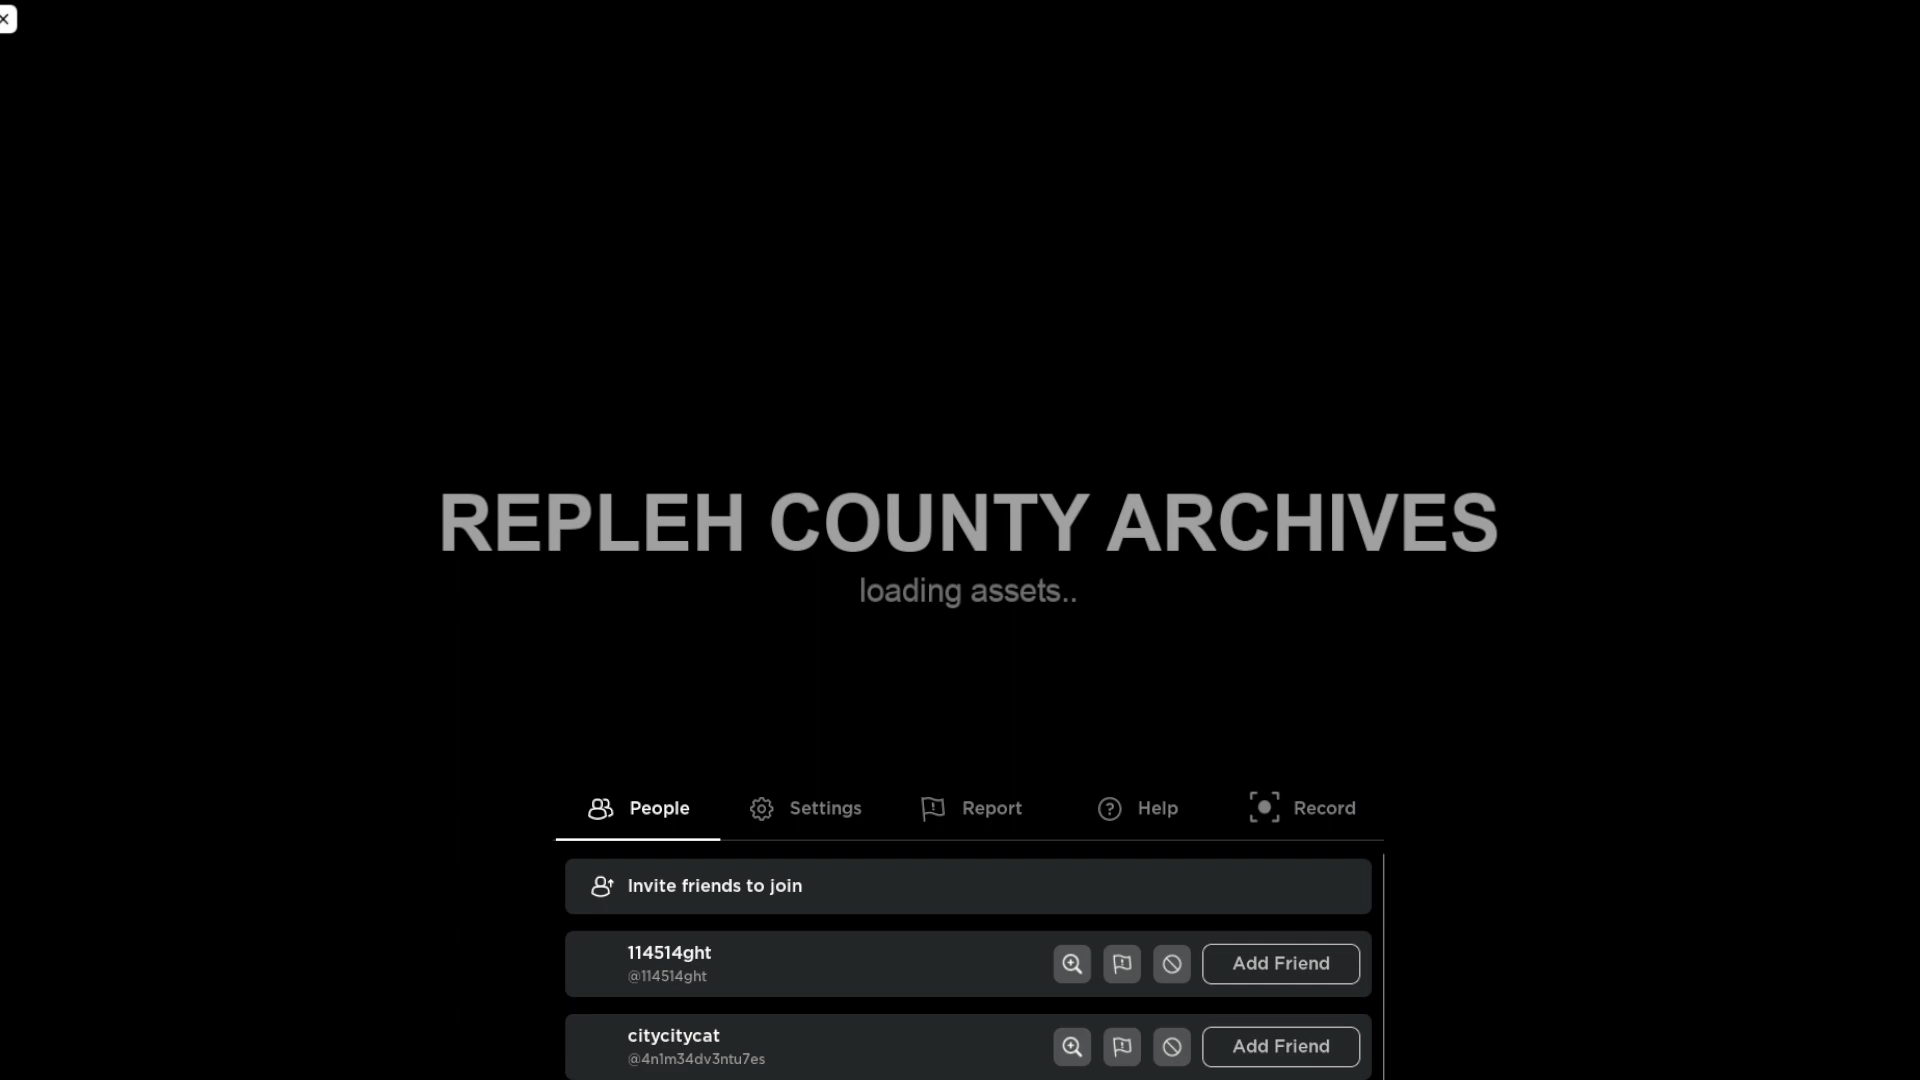 REPLEH COUNTY ARCHIVES
loading assets..
People Settings Report Help Record
Invite friends to join
114514ght
@114514ght
Add Friend
citycitycat
@4n1m34dv3ntu7es
Add Friend